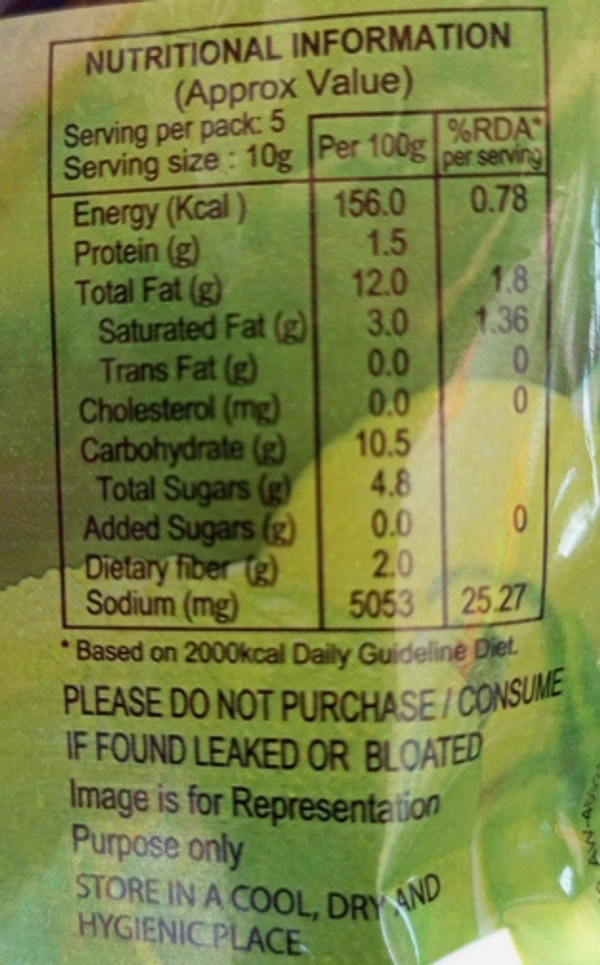 NUTRITIONAL INFORMATION
(Approx Value)
Serving per pack: 5
Serving size : 10g
Per 100g
%RDA*
per serving
Energy (Kcal ) 156.0 0.78
Protein (g) 1.5
Total Fat (g) 12.0 1.8
Saturated Fat (g) 3.0 1.36
Trans Fat (g) 0.0 0
Cholesterol (mg) 0.0 0
Carbohydrate (g) 10.5
Total Sugars (g) 4.8
Added Sugars (g) 0.0 0
Dietary fiber (g) 2.0
Sodium (mg) 5053 25.27
* Based on 2000kcal Daily Guideline Diet.
PLEASE DO NOT PURCHASE / CONSUME
IF FOUND LEAKED OR BLOATED
Image is for Representation
Purpose only
STORE IN A COOL, DRY AND
HYGIENIC PLACE